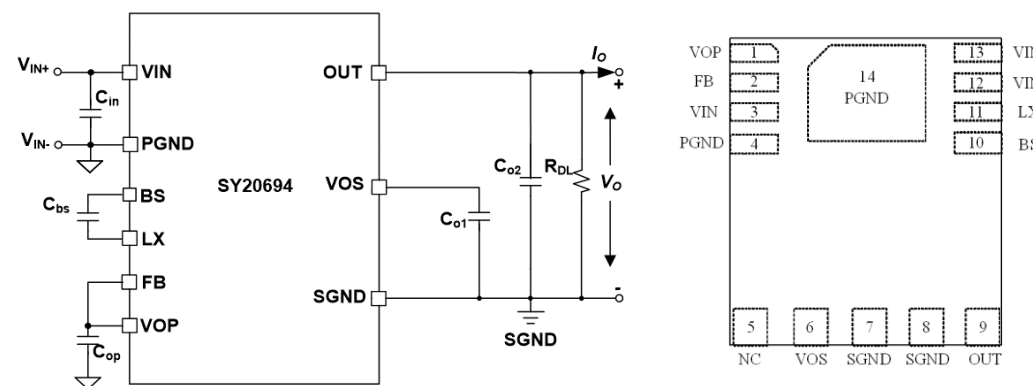 V_IN+
VIN
OUT
I_O
+
C_in
V_IN-
PGND
BS
SY20694
VOS
C_o2
R_DL
V_O
C_bs
C_o1
LX
FB
SGND
-
VOP
C_op
SGND
VOP
1
14
PGND
13
VIN
FB
2
12
VIN
VIN
3
11
LX
PGND
4
10
BS
5
6
7
8
9
NC
VOS
SGND
SGND
OUT